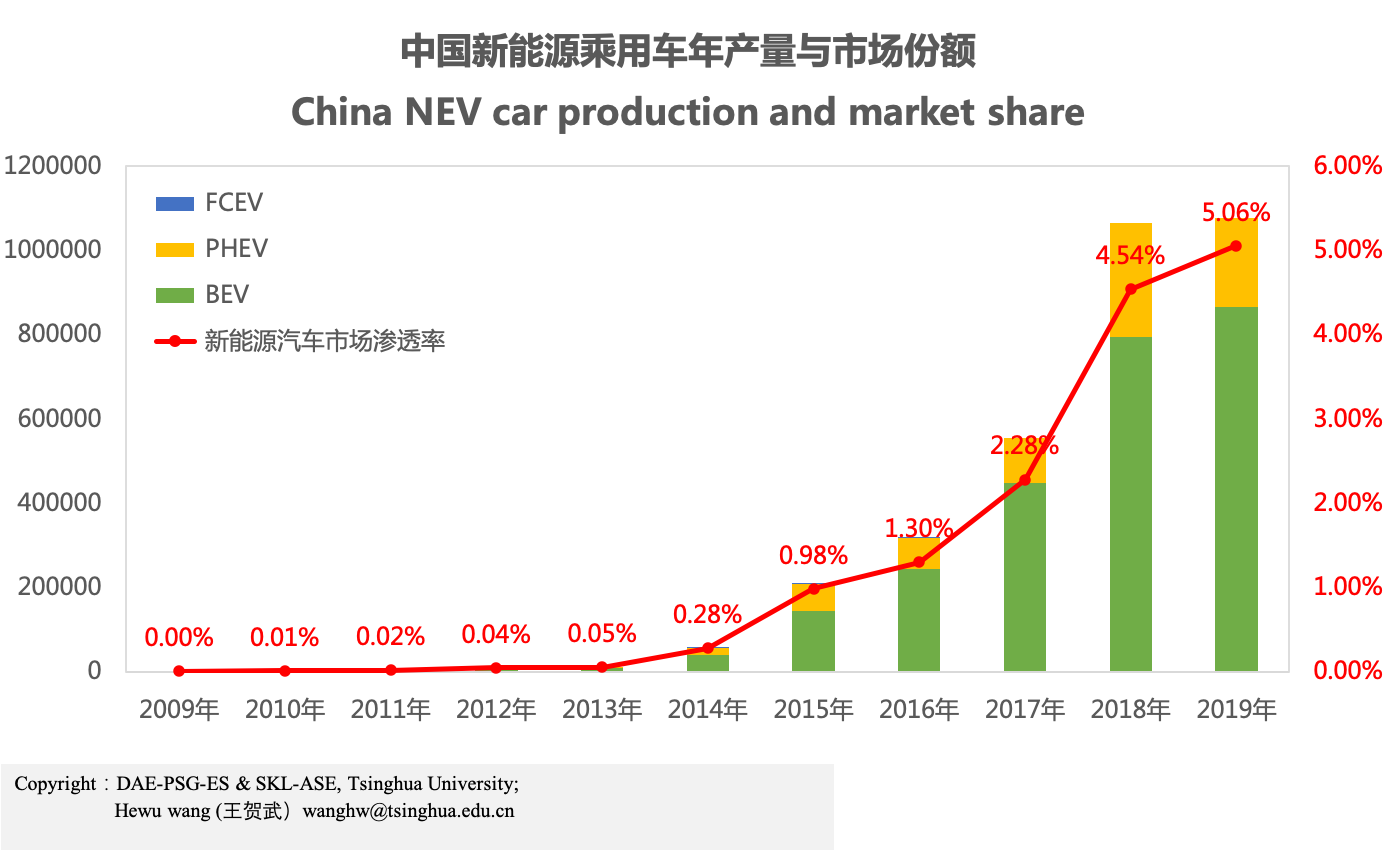 中国新能源乘用车年产量与市场份额
China NEV car production and market share
1200000
1000000
800000
600000
400000
200000
0
6.00%
5.00%
4.00%
3.00%
2.00%
1.00%
0.00%
FCEV
PHEV
BEV
新能源汽车市场渗透率
0.00%
0.01%
0.02%
0.04%
0.05%
0.28%
0.98%
1.30%
2.28%
4.54%
5.06%
2009年
2010年
2011年
2012年
2013年
2014年
2015年
2016年
2017年
2018年
2019年
Copyright：DAE-PSG-ES & SKL-ASE, Tsinghua University;
Hewu wang (王贺武）wanghw@tsinghua.edu.cn